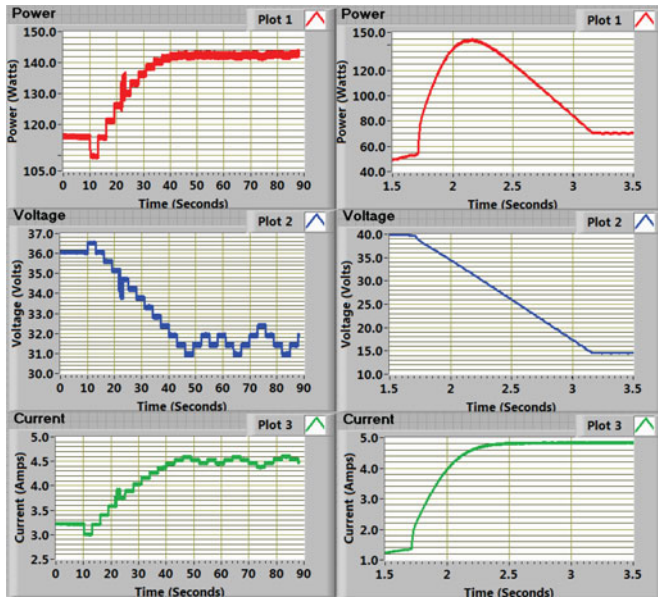 Power
Plot 1
Power (Watts)
150.0
140.0
130.0
120.0
105.0
0 10 20 30 40 50 60 70 80 90
Time (Seconds)
Power
Plot 1
Power (Watts)
150.0
140.0
120.0
100.0
80.0
60.0
40.0
1.5 2 2.5 3 3.5
Time (Seconds)
Voltage
Plot 2
Voltage (Volts)
37.0
36.0
35.0
34.0
33.0
32.0
31.0
30.0
0 10 20 30 40 50 60 70 80 90
Time (Seconds)
Voltage
Plot 2
Voltage (Volts)
40.0
35.0
30.0
25.0
20.0
15.0
10.0
1.5 2 2.5 3 3.5
Time (Seconds)
Current
Plot 3
Current (Amps)
5.0
4.5
4.0
3.5
3.0
2.5
0 10 20 30 40 50 60 70 80 90
Time (Seconds)
Current
Plot 3
Current (Amps)
5.0
4.0
3.0
2.0
1.0
1.5 2 2.5 3 3.5
Time (Seconds)